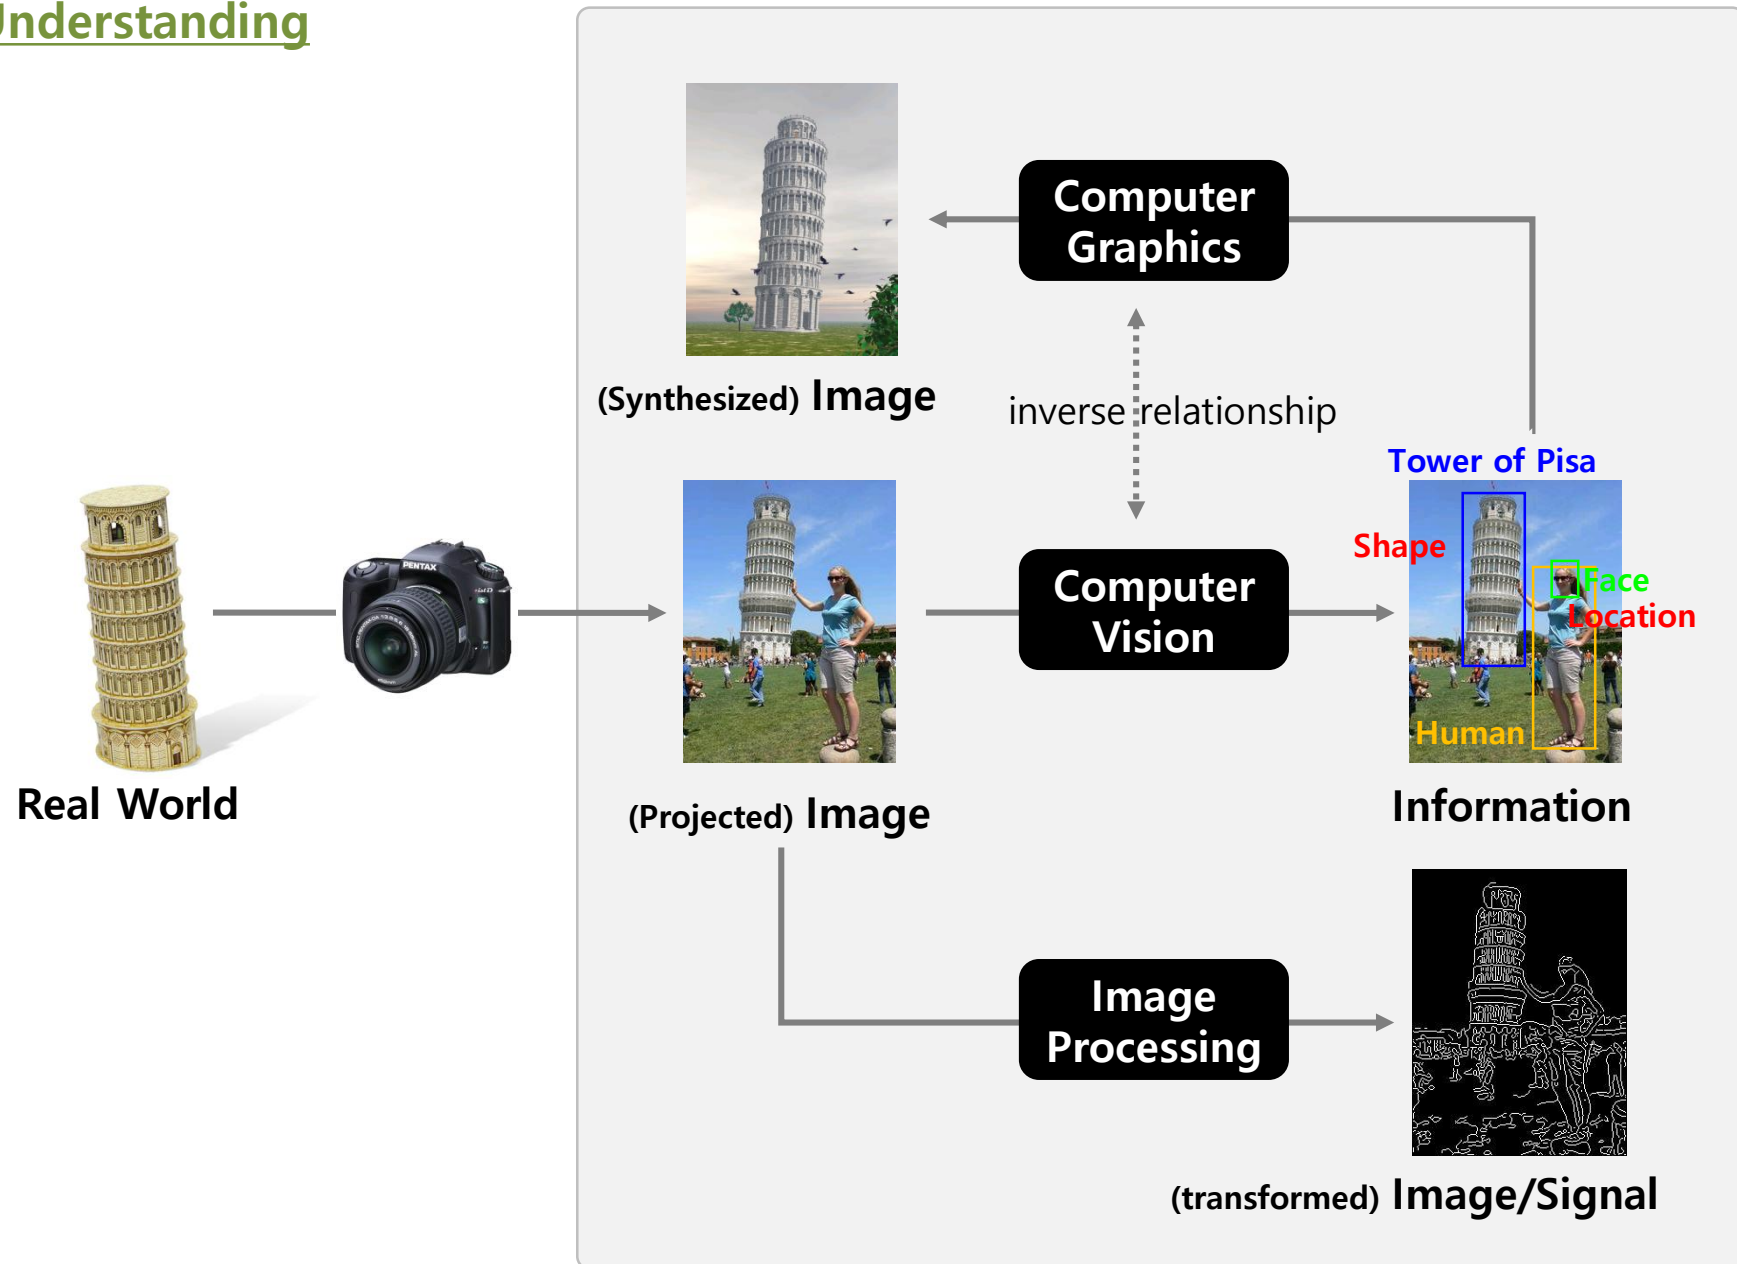 Understanding
Computer
Graphics
(Synthesized) Image
inverse relationship
Tower of Pisa
Shape
Face
Location
Human
PENTAX
Computer
Vision
Real World
(Projected) Image
Information
Image
Processing
(transformed) Image/Signal